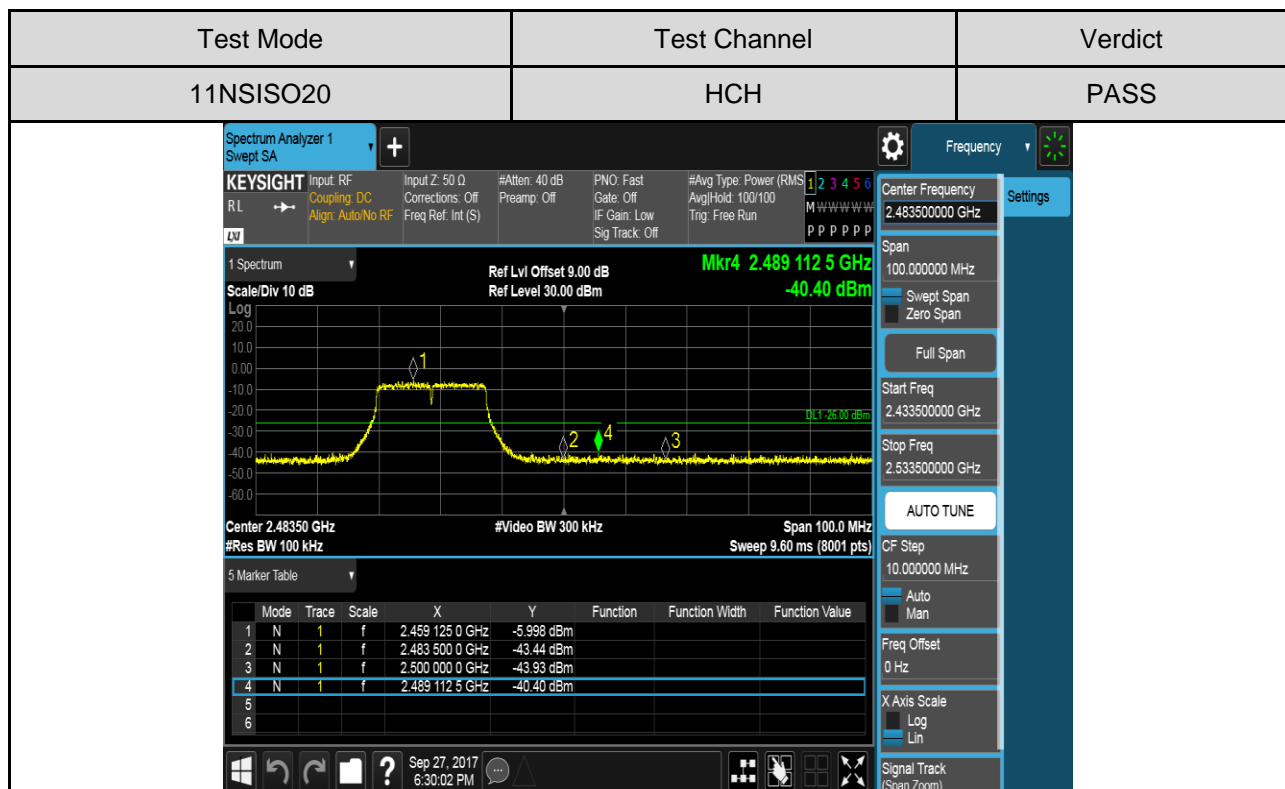 Test Mode Test Channel Verdict
11NSISO20 HCH PASS
Spectrum Analyzer 1
Swept SA
+
Frequency
KEYSIGHT
RL
LXI
Input: RF
Coupling: DC
Align: Auto/No RF
Input Z: 50 Ω
Corrections: Off
Freq Ref: Int (S)
#Atten: 40 dB
Preamp: Off
PNO: Fast
Gate: Off
IF Gain: Low
Sig Track: Off
#Avg Type: Power (RMS
Avg|Hold: 100/100
Trig: Free Run
1 2 3 4 5 6
M W W W W W
P P P P P P
1 Spectrum
Scale/Div 10 dB
Ref Lvl Offset 9.00 dB
Ref Level 30.00 dBm
Mkr4 2.489 112 5 GHz
-40.40 dBm
Log
20.0
10.0
0.00
-10.0
-20.0
-30.0
-40.0
-50.0
-60.0
1
2
4
3
DL1 -26.00 dBm
Center 2.48350 GHz
#Res BW 100 kHz
#Video BW 300 kHz
Span 100.0 MHz
Sweep 9.60 ms (8001 pts)
5 Marker Table
Mode Trace Scale X Y Function Function Width Function Value
1 N 1 f 2.459 125 0 GHz -5.998 dBm
2 N 1 f 2.483 500 0 GHz -43.44 dBm
3 N 1 f 2.500 000 0 GHz -43.93 dBm
4 N 1 f 2.489 112 5 GHz -40.40 dBm
5
6
?
Sep 27, 2017
6:30:02 PM
Settings
Center Frequency
2.483500000 GHz
Span
100.000000 MHz
Swept Span
Zero Span
Full Span
Start Freq
2.433500000 GHz
Stop Freq
2.533500000 GHz
AUTO TUNE
CF Step
10.000000 MHz
Auto
Man
Freq Offset
0 Hz
X Axis Scale
Log
Lin
Signal Track
(Span Zoom)